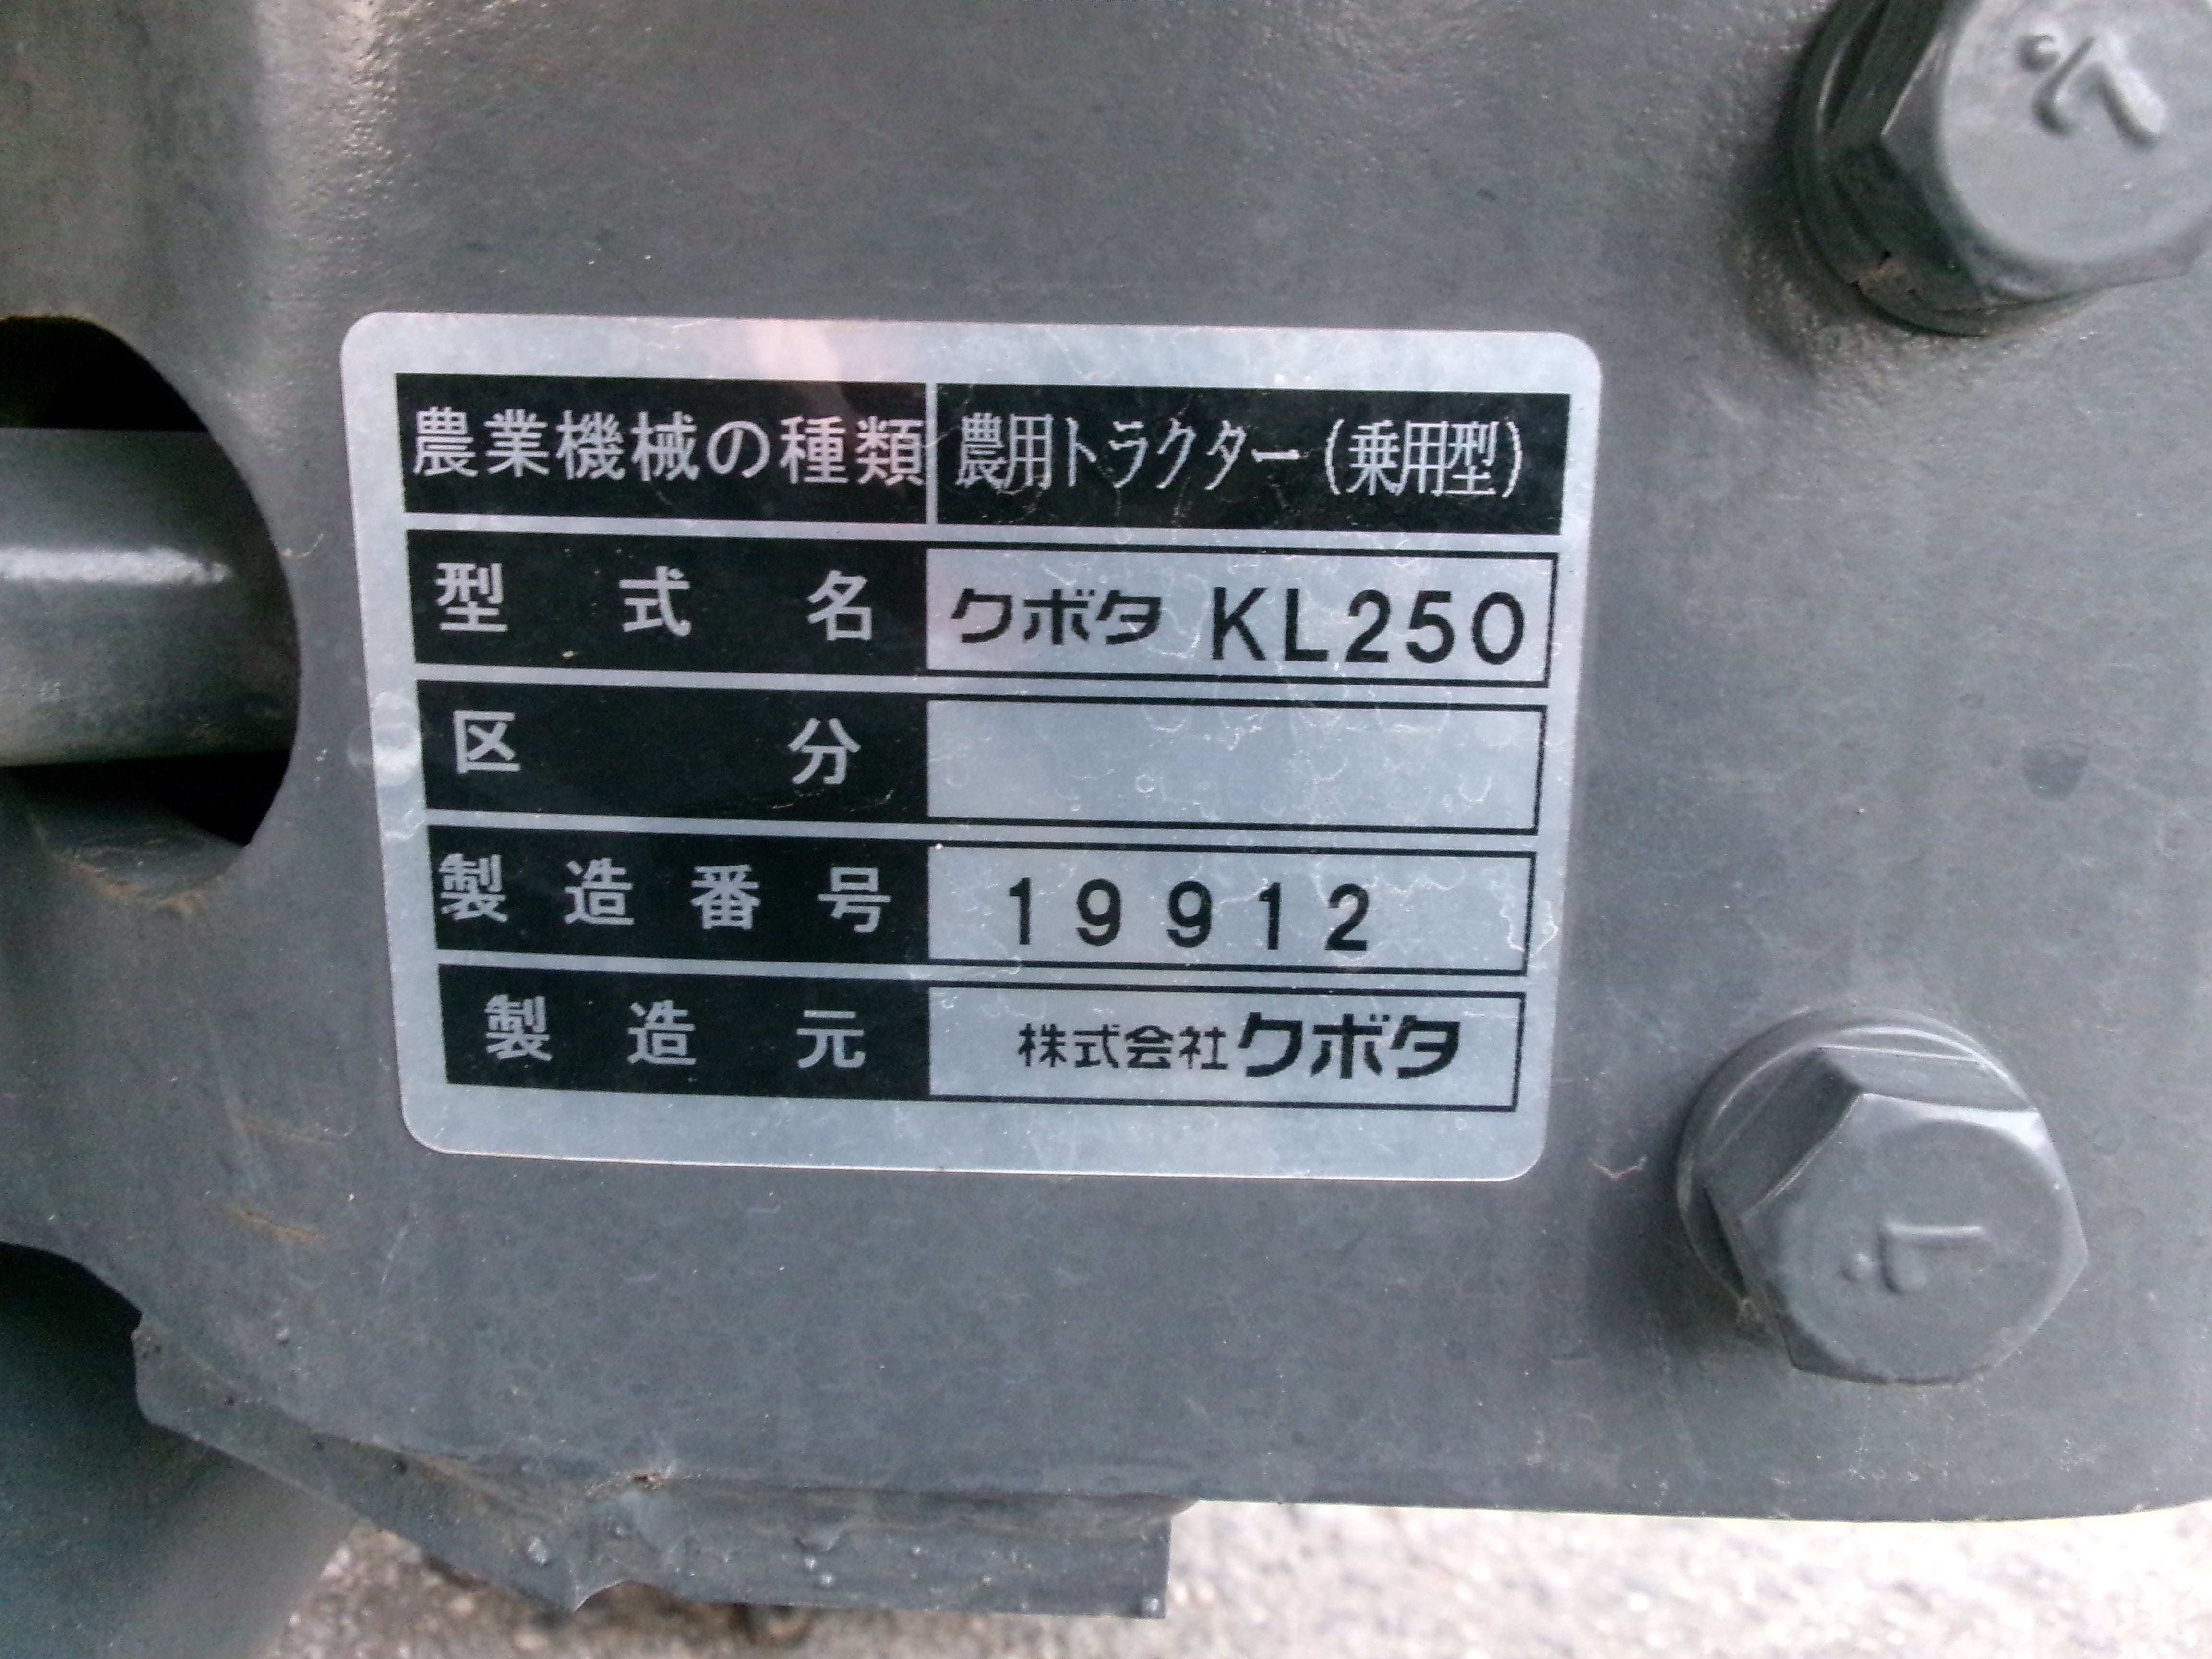 農業機械の種類 農用トラクター(乗用型)
型式名 クボタ KL250
区分
製造番号 19912
製造元 株式会社クボタ